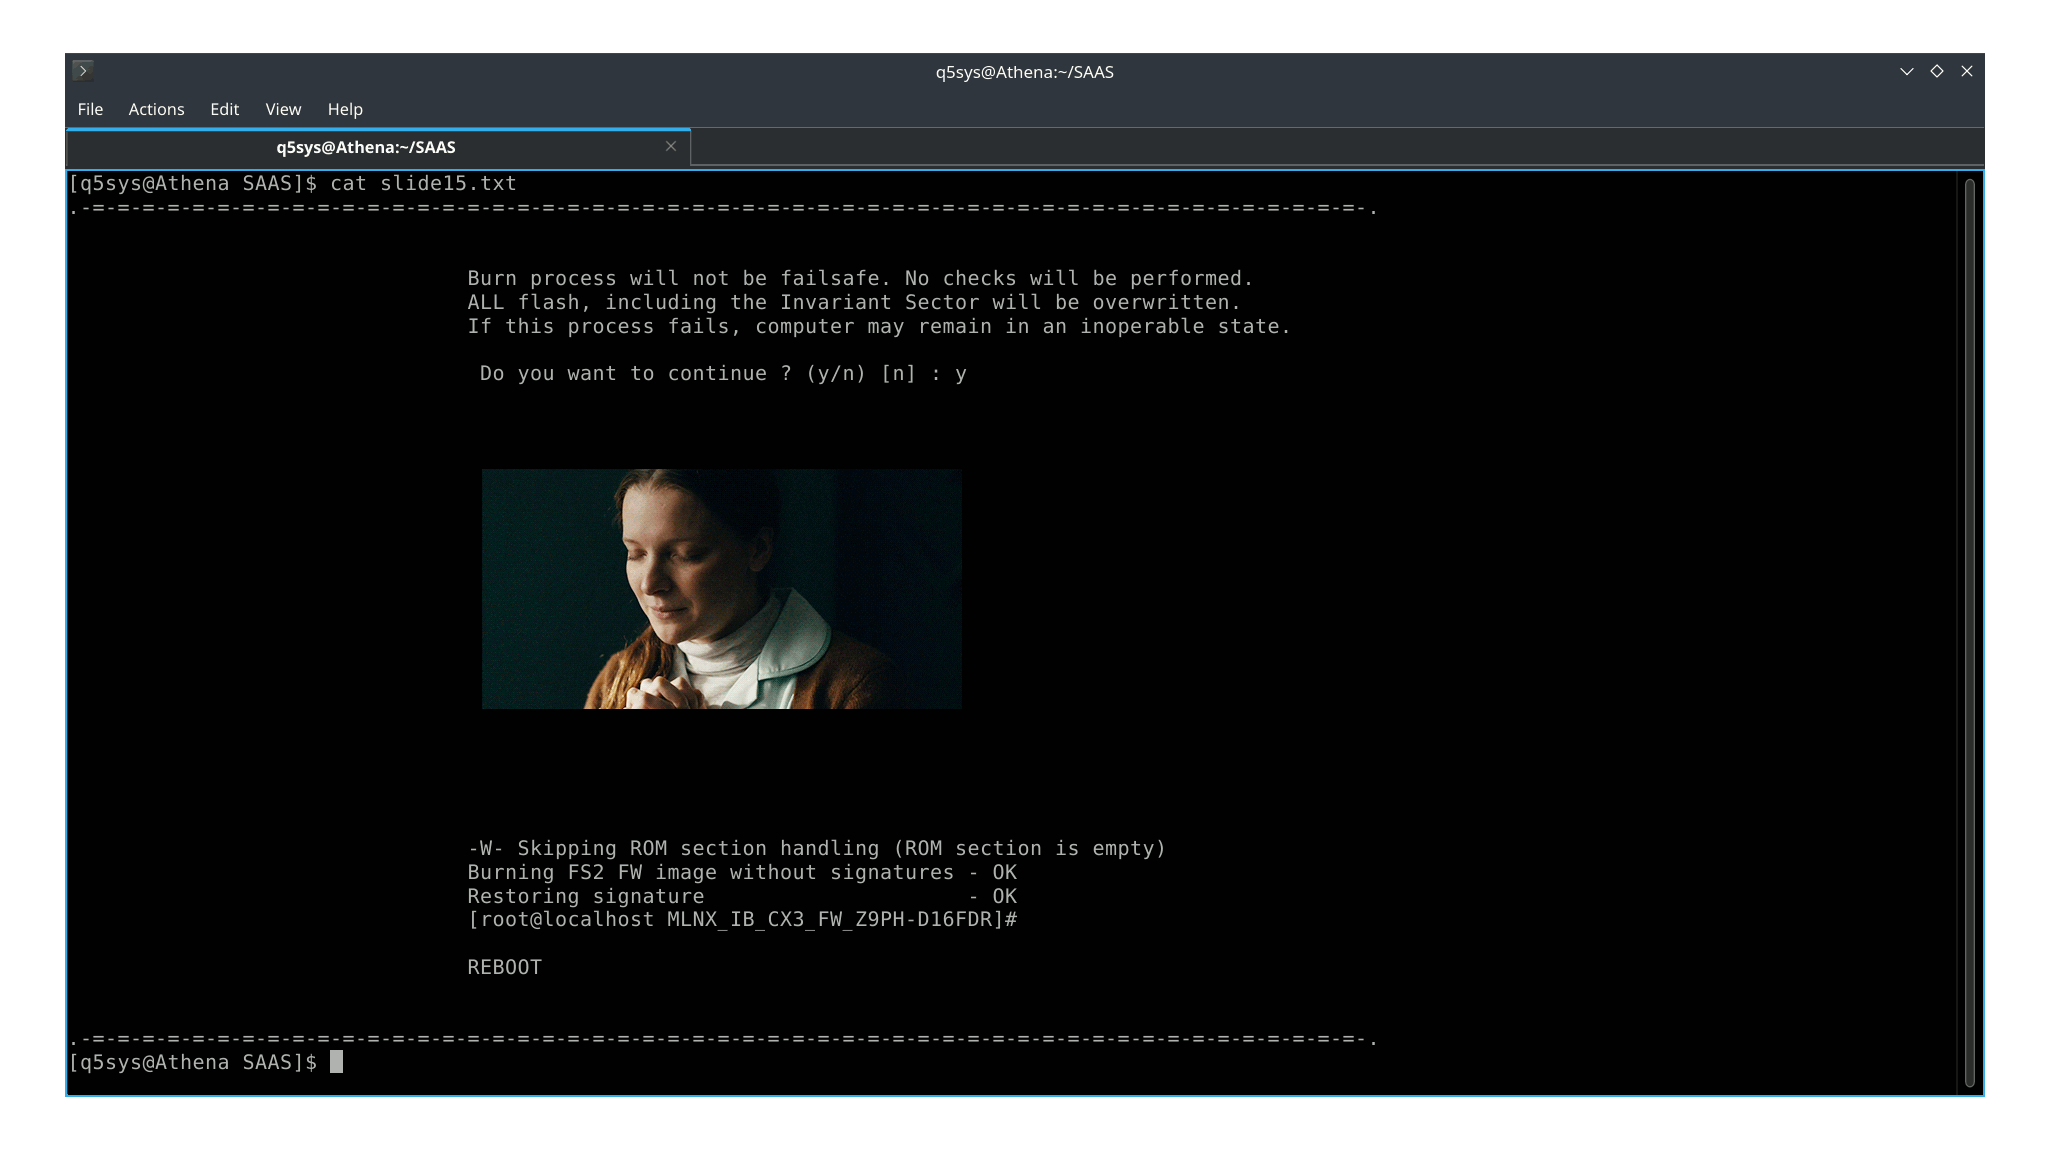 q5sys@Athena:~/SAAS
File Actions Edit View Help
q5sys@Athena:~/SAAS
[q5sys@Athena SAAS]$ cat slide15.txt
.-=-=-=-=-=-=-=-=-=-=-=-=-=-=-=-=-=-=-=-=-=-=-=-=-=-=-=-=-=-=-=-=-=-=-=-=-=-=-=-=-=-=-=-=-=-=-=-=-=-=-=-=-.
Burn process will not be failsafe. No checks will be performed.
ALL flash, including the Invariant Sector will be overwritten.
If this process fails, computer may remain in an inoperable state.
Do you want to continue ? (y/n) [n] : y
-W- Skipping ROM section handling (ROM section is empty)
Burning FS2 FW image without signatures - OK
Restoring signature                     - OK
[root@localhost MLNX_IB_CX3_FW_Z9PH-D16FDR]#
REBOOT
.-=-=-=-=-=-=-=-=-=-=-=-=-=-=-=-=-=-=-=-=-=-=-=-=-=-=-=-=-=-=-=-=-=-=-=-=-=-=-=-=-=-=-=-=-=-=-=-=-=-=-=-=-.
[q5sys@Athena SAAS]$